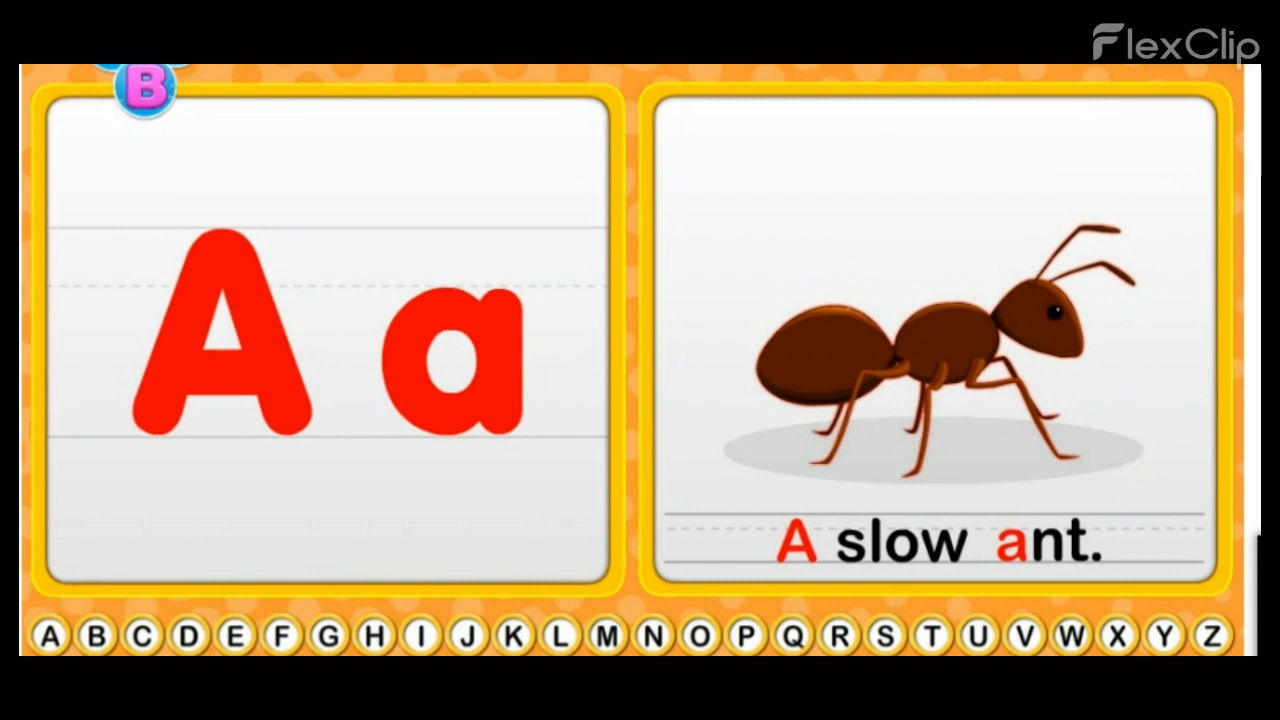 FlexClip
B
A a
A slow ant.
A B C D E F G H I J K L M N O P Q R S T U V W X Y Z